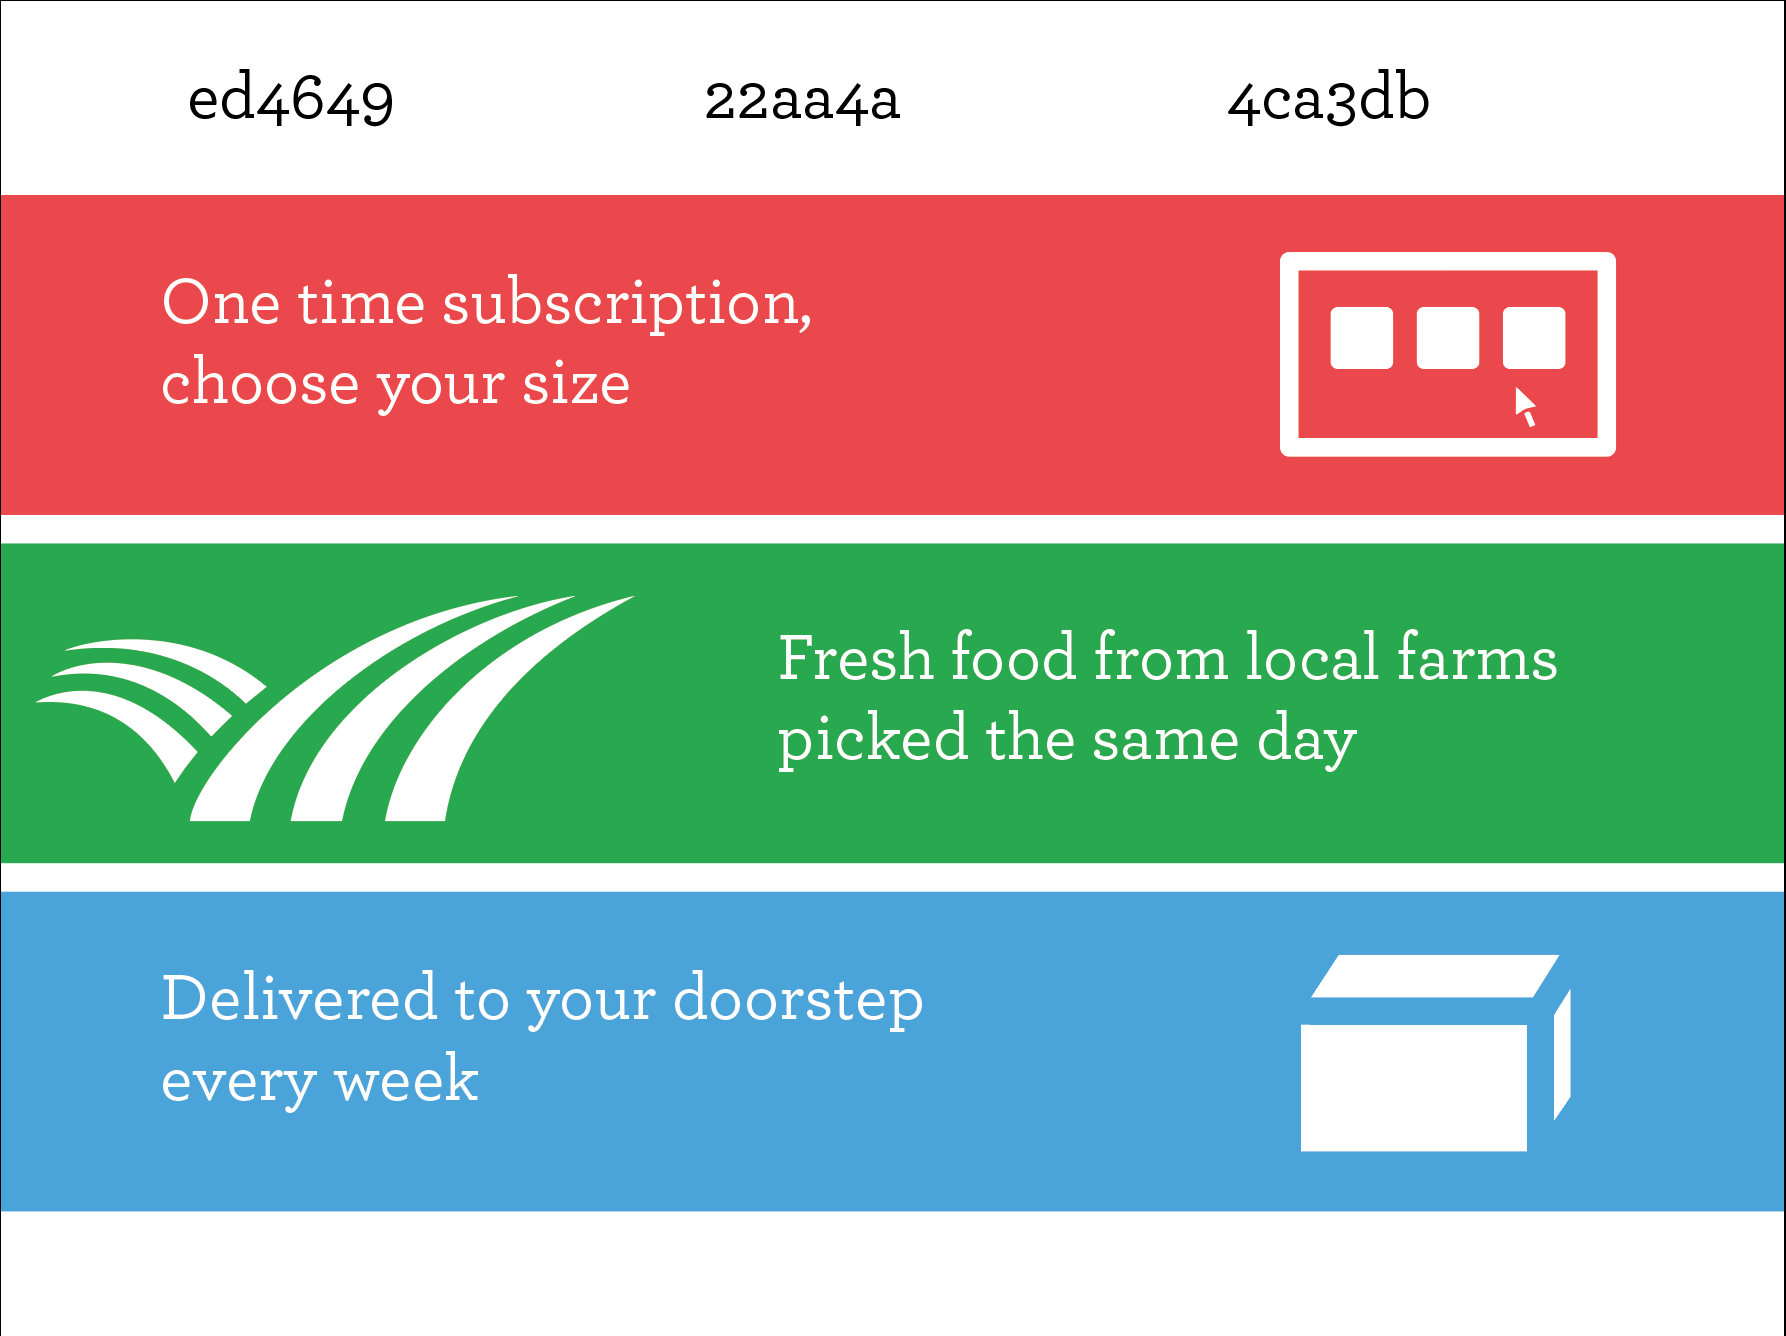 ed4649 22aa4a 4ca3db
One time subscription,
choose your size
Fresh food from local farms
picked the same day
Delivered to your doorstep
every week